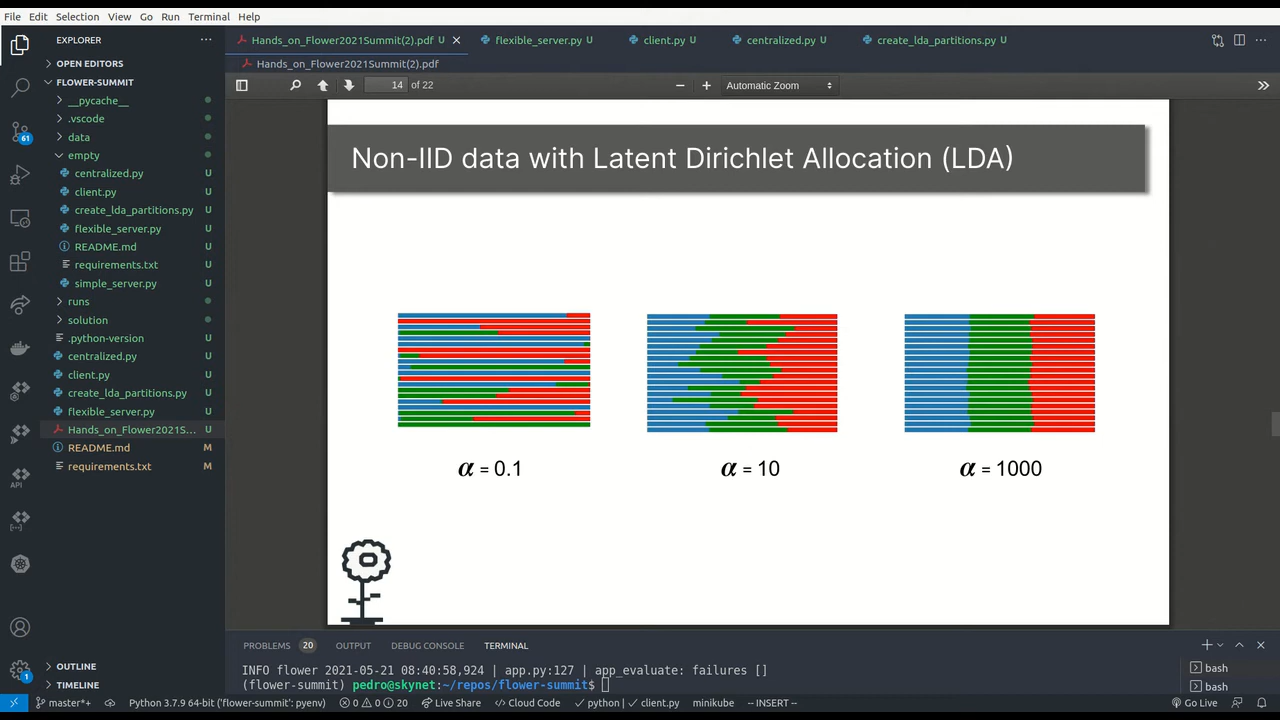 File Edit Selection View Go Run Terminal Help
EXPLORER
OPEN EDITORS
FLOWER-SUMMIT
__pycache__
.vscode
data
empty
centralized.py U
client.py U
create_lda_partitions.py U
flexible_server.py U
README.md U
requirements.txt U
simple_server.py U
runs
solution
.python-version U
centralized.py U
client.py U
create_lda_partitions.py U
flexible_server.py U
Hands_on_Flower2021S... U
README.md M
requirements.txt M
OUTLINE
TIMELINE
61
API
1
Hands_on_Flower2021Summit(2).pdf U
flexible_server.py U
client.py U
centralized.py U
create_lda_partitions.py U
Hands_on_Flower2021Summit(2).pdf
14 of 22
Automatic Zoom
Non-IID data with Latent Dirichlet Allocation (LDA)
α = 0.1
α = 10
α = 1000
PROBLEMS 20 OUTPUT DEBUG CONSOLE TERMINAL
INFO flower 2021-05-21 08:40:58,924 | app.py:127 | app_evaluate: failures []
(flower-summit) pedro@skynet:~/repos/flower-summit$
bash
bash
master*+ Python 3.7.9 64-bit ('flower-summit': pyenv) 0 0 20 Live Share Cloud Code python | client.py minikube -- INSERT -- Go Live